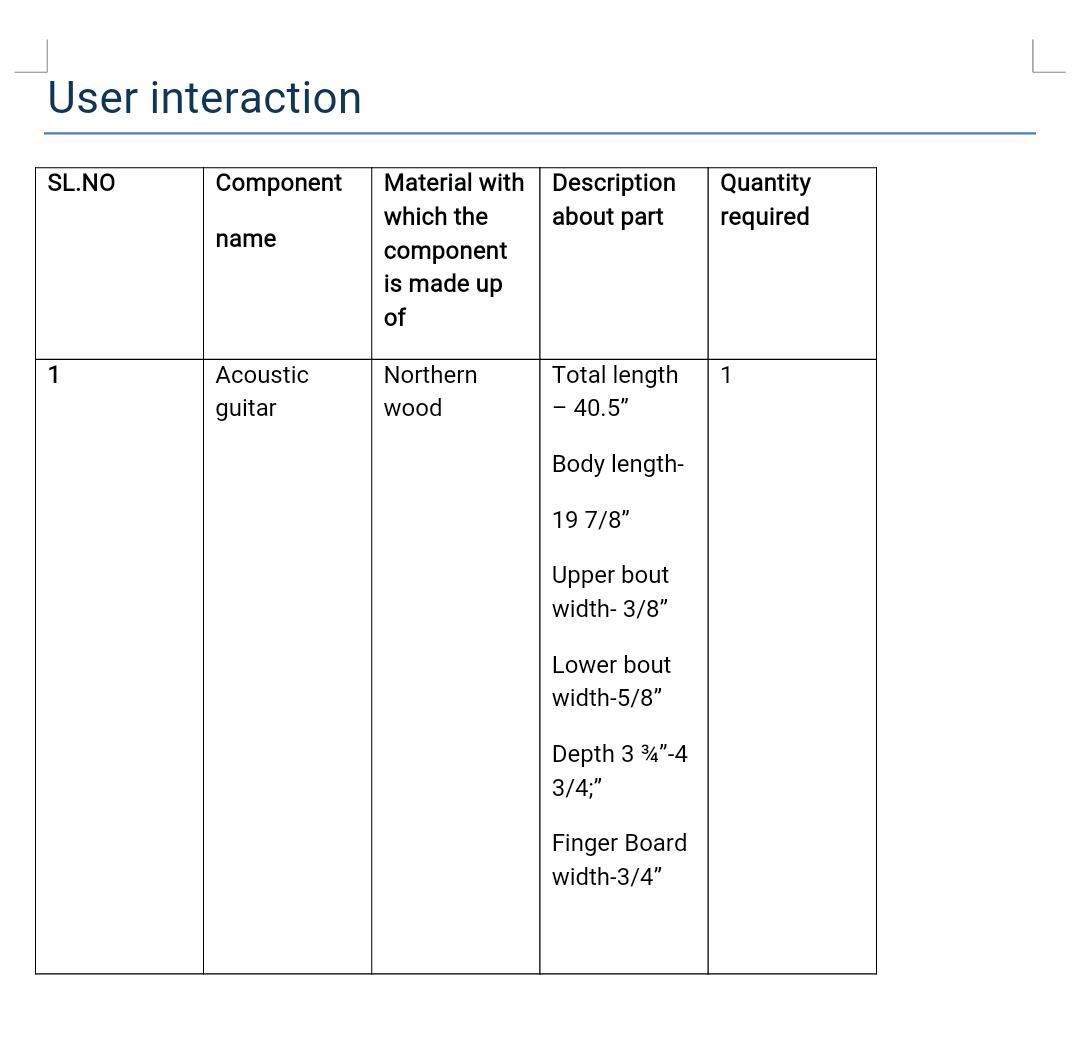 User interaction
SL.NO
Component
name
Material with
which the
component
is made up
of
Description
about part
Quantity
required
1
Acoustic
guitar
Northern
wood
Total length
– 40.5”
Body length-
19 7/8”
Upper bout
width- 3/8”
Lower bout
width-5/8”
Depth 3 ¾”-4
3/4;”
Finger Board
width-3/4”
1